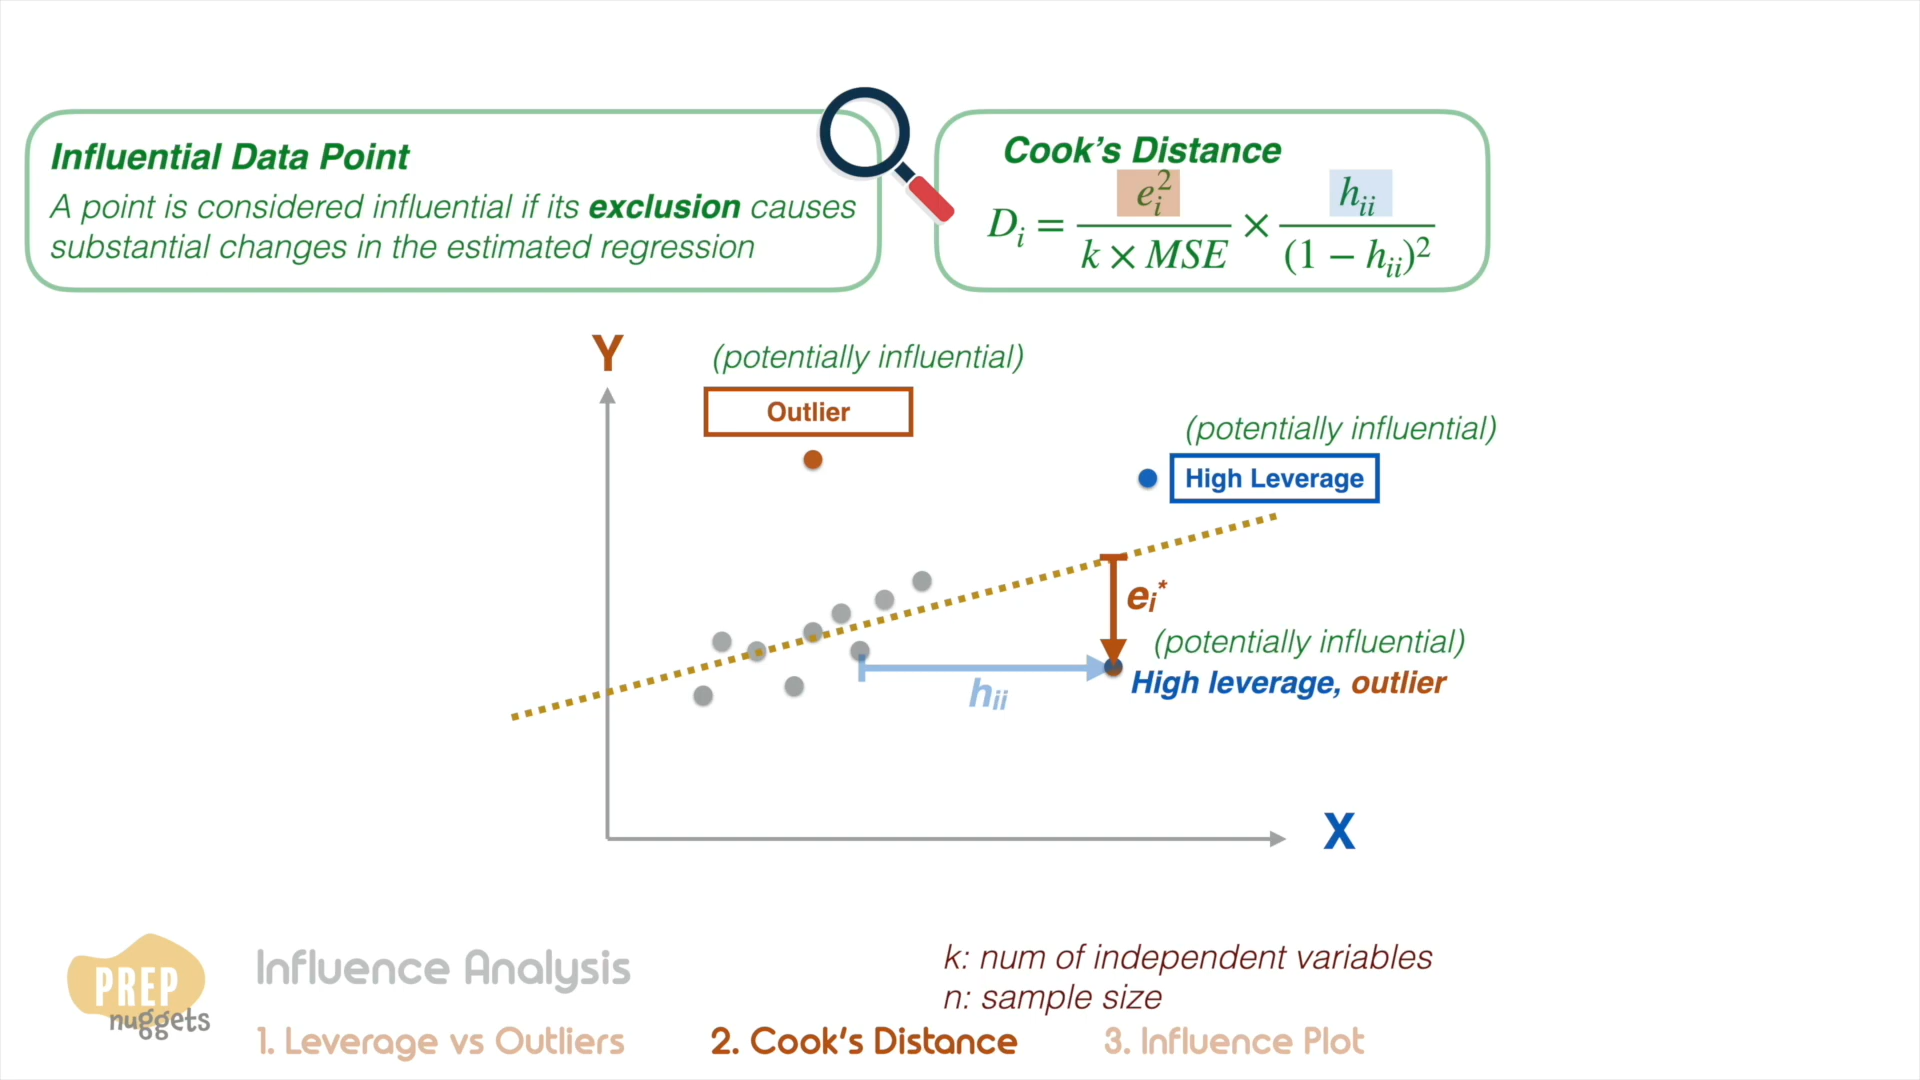 Influential Data Point
A point is considered influential if its exclusion causes
substantial changes in the estimated regression
Cook's Distance
D_i = e_i^2 / (k × MSE) × h_ii / (1 − h_ii)^2
Y
(potentially influential)
Outlier
(potentially influential)
High Leverage
e_i*
(potentially influential)
High leverage, outlier
h_ii
X
PREP
nuggets
Influence Analysis
k: num of independent variables
n: sample size
1. Leverage vs Outliers
2. Cook's Distance
3. Influence Plot